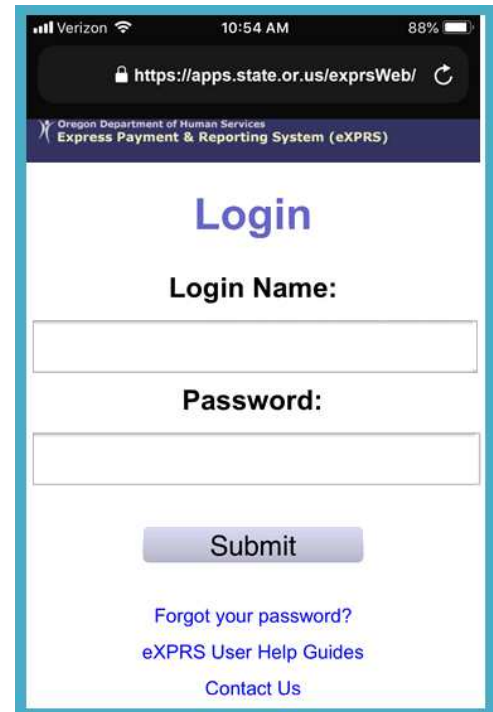 Verizon 10:54 AM 88%
https://apps.state.or.us/exprsWeb/
Oregon Department of Human Services
Express Payment & Reporting System (eXPRS)
Login
Login Name:
Password:
Submit
Forgot your password?
eXPRS User Help Guides
Contact Us